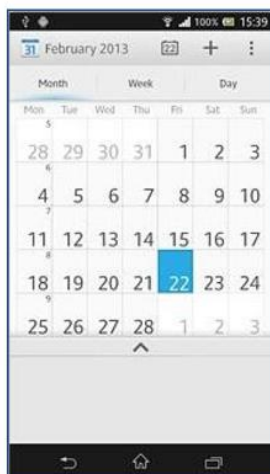 100% 15:39
31 February 2013 22
Month Week Day
Mon Tue Wed Thu Fri Sat Sun
5
28 29 30 31 1 2 3
6
4 5 6 7 8 9 10
7
11 12 13 14 15 16 17
8
18 19 20 21 22 23 24
9
25 26 27 28 1 2 3